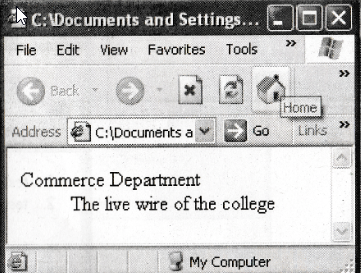 C:\Documents and Settings...
File Edit View Favorites Tools »
Back
Home
Address C:\Documents a Go Links »
Commerce Department
The live wire of the college
My Computer